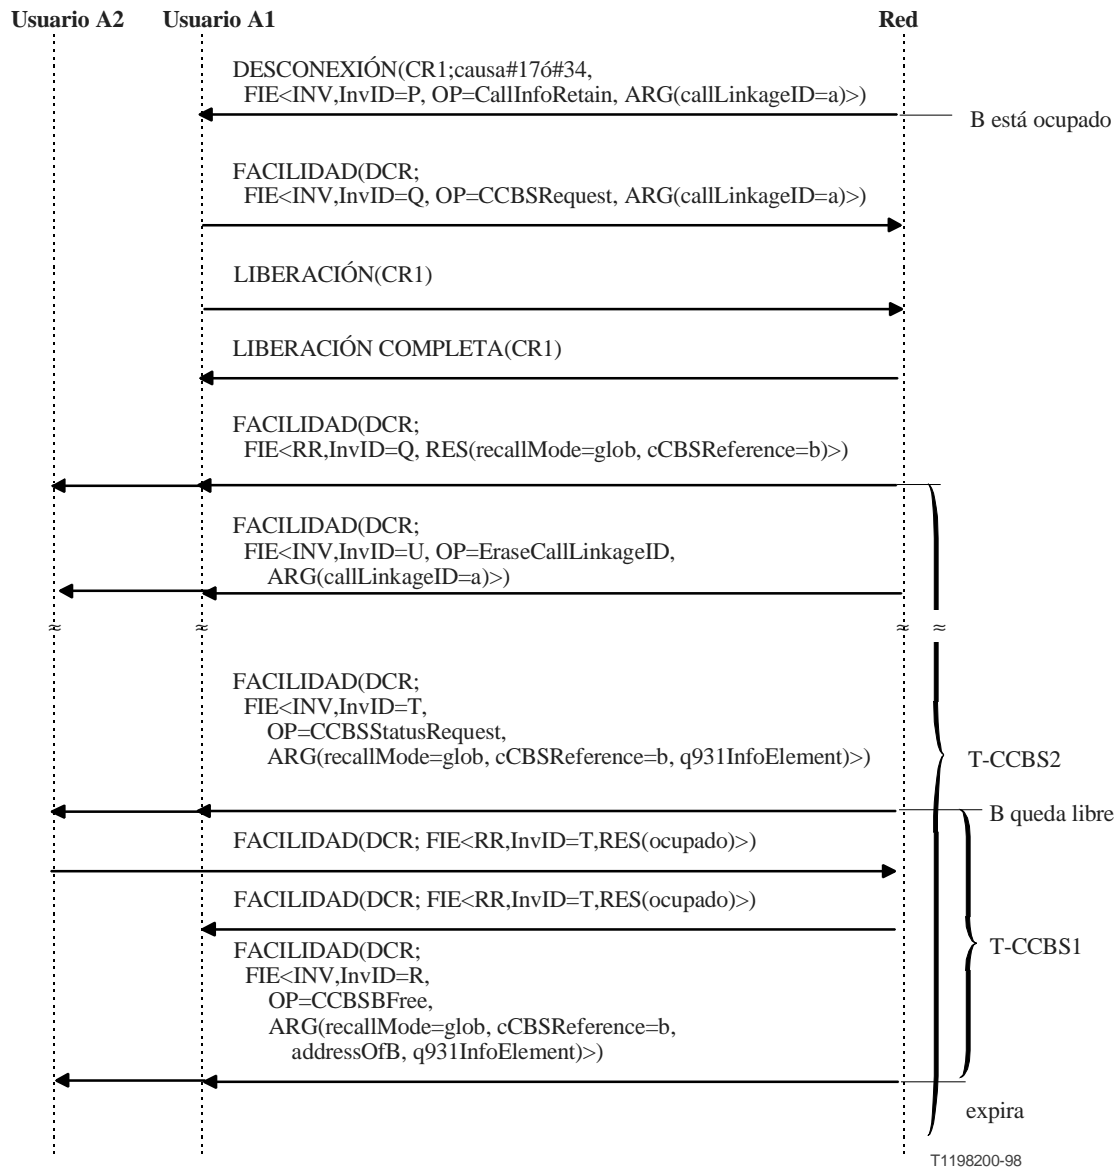 Usuario A2 Usuario A1 Red
DESCONEXIÓN(CR1;causa#17ó#34,
FIE<INV,InvID=P, OP=CallInfoRetain, ARG(callLinkageID=a)>)
B está ocupado
FACILIDAD(DCR;
FIE<INV,InvID=Q, OP=CCBSRequest, ARG(callLinkageID=a)>)
LIBERACIÓN(CR1)
LIBERACIÓN COMPLETA(CR1)
FACILIDAD(DCR;
FIE<RR,InvID=Q, RES(recallMode=glob, cCBSReference=b)>)
FACILIDAD(DCR;
FIE<INV,InvID=U, OP=EraseCallLinkageID,
ARG(callLinkageID=a)>)
≈ ≈ ≈ ≈
FACILIDAD(DCR;
FIE<INV,InvID=T,
OP=CCBSStatusRequest,
ARG(recallMode=glob, cCBSReference=b, q931InfoElement)>)
T-CCBS2
B queda libre
FACILIDAD(DCR; FIE<RR,InvID=T,RES(ocupado)>)
FACILIDAD(DCR; FIE<RR,InvID=T,RES(ocupado)>)
T-CCBS1
FACILIDAD(DCR;
FIE<INV,InvID=R,
OP=CCBSBFree,
ARG(recallMode=glob, cCBSReference=b,
addressOfB, q931InfoElement)>)
expira
T1198200-98